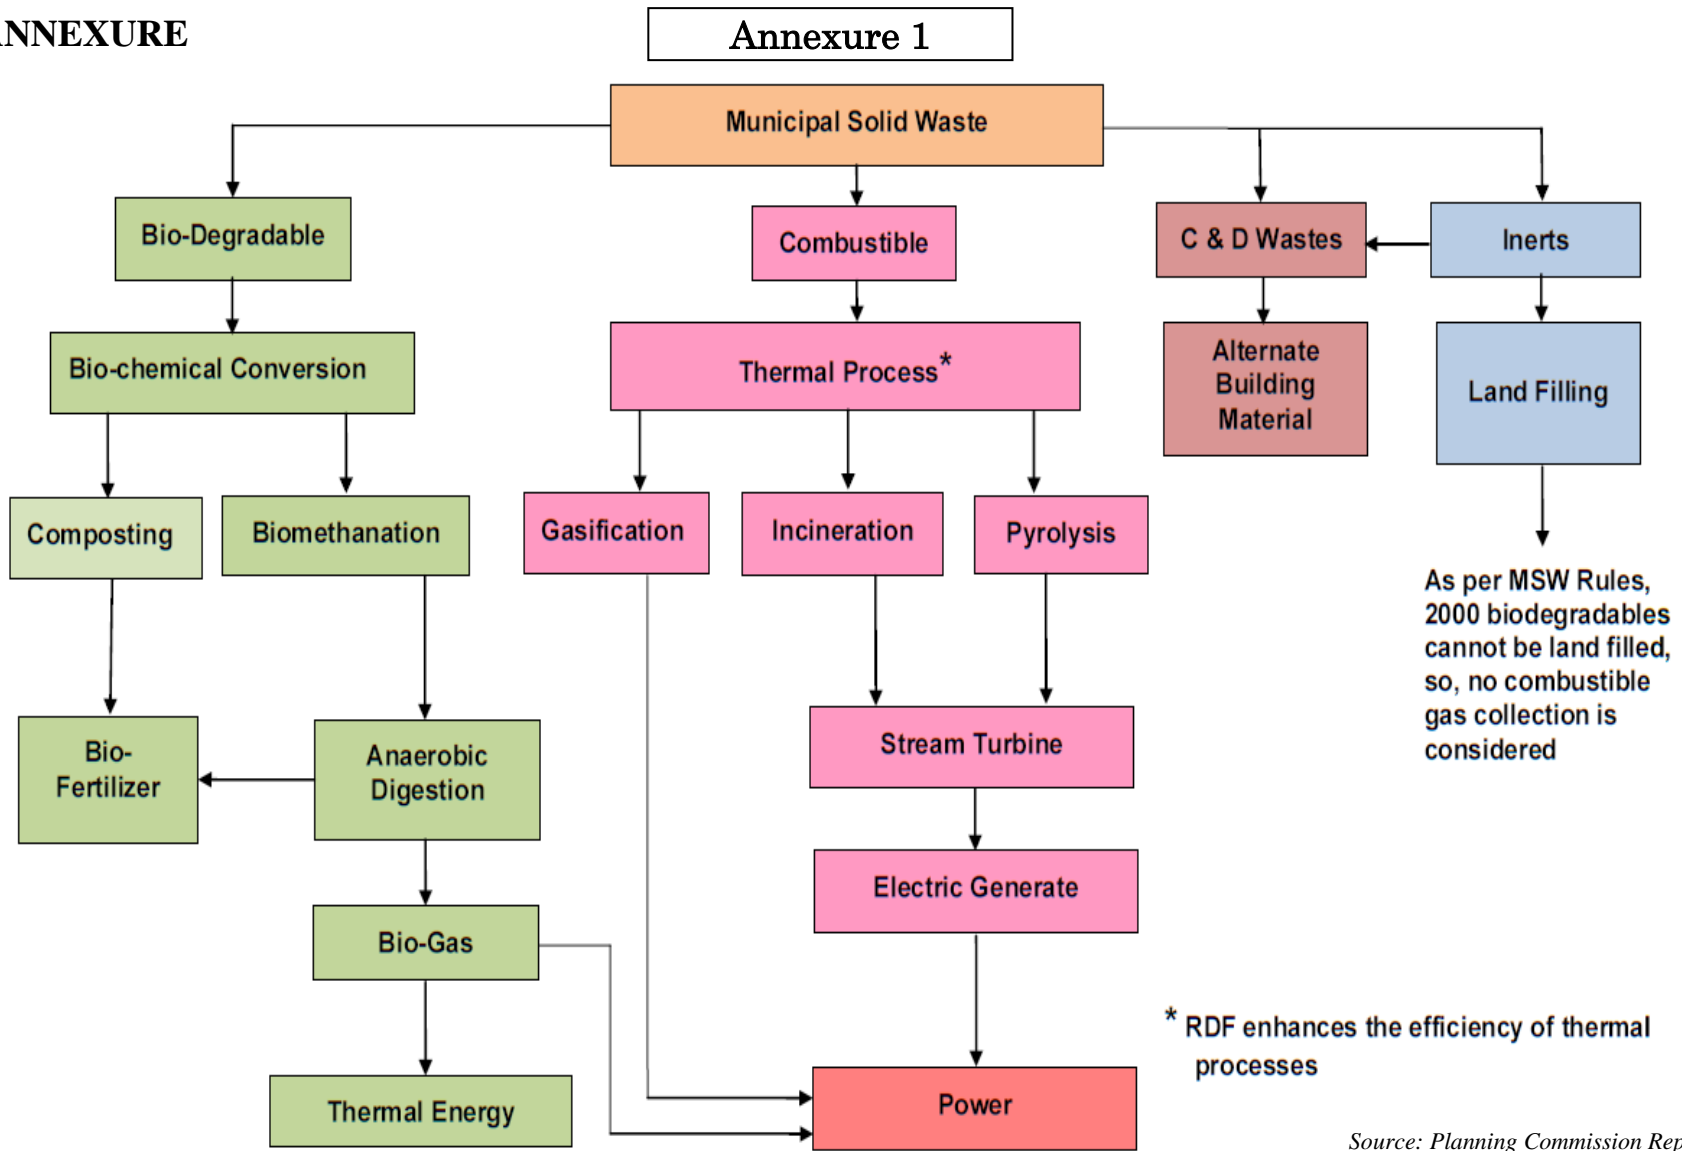 ANNEXURE
Annexure 1
Municipal Solid Waste
Bio-Degradable
Combustible
C & D Wastes
Inerts
Bio-chemical Conversion
Thermal Process*
Alternate
Building
Material
Land Filling
Composting
Biomethanation
Gasification
Incineration
Pyrolysis
As per MSW Rules,
2000 biodegradables
cannot be land filled,
so, no combustible
gas collection is
considered
Bio-
Fertilizer
Anaerobic
Digestion
Stream Turbine
Electric Generate
Bio-Gas
* RDF enhances the efficiency of thermal
processes
Thermal Energy
Power
Source: Planning Commission Rep